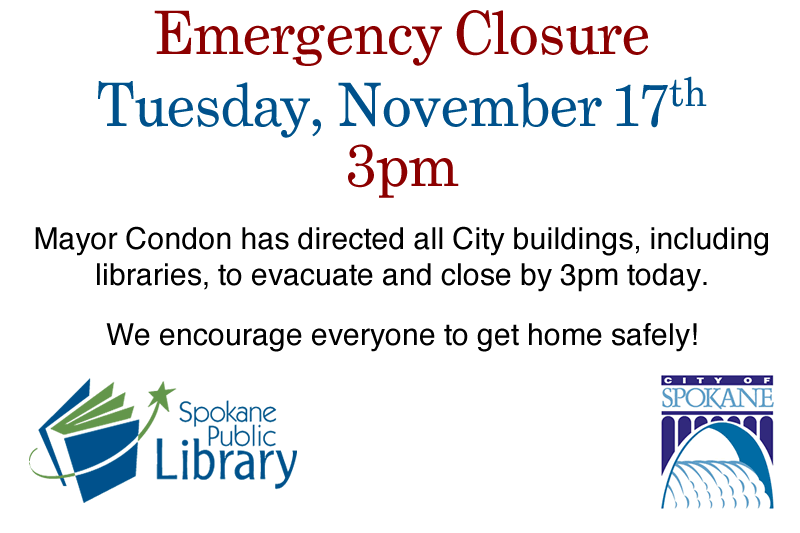 Emergency Closure
Tuesday, November 17th
3pm
Mayor Condon has directed all City buildings, including
libraries, to evacuate and close by 3pm today.
We encourage everyone to get home safely!
Spokane
Public
Library
CITY OF
SPOKANE